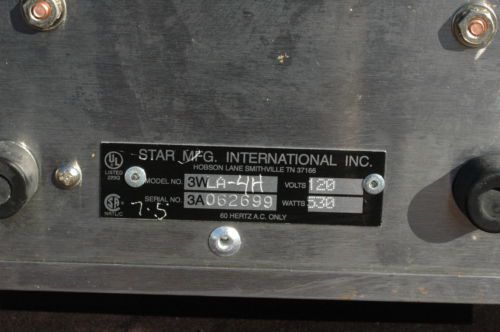 STAR MFG. INTERNATIONAL INC.
HOBSON LANE SMITHVILLE TN 37166
UL
LISTED
MODEL NO. 3WLA-4H VOLTS 120
SERIAL NO. 3A062699 WATTS 530
NRTL/C
7.5
60 HERTZ A.C. ONLY